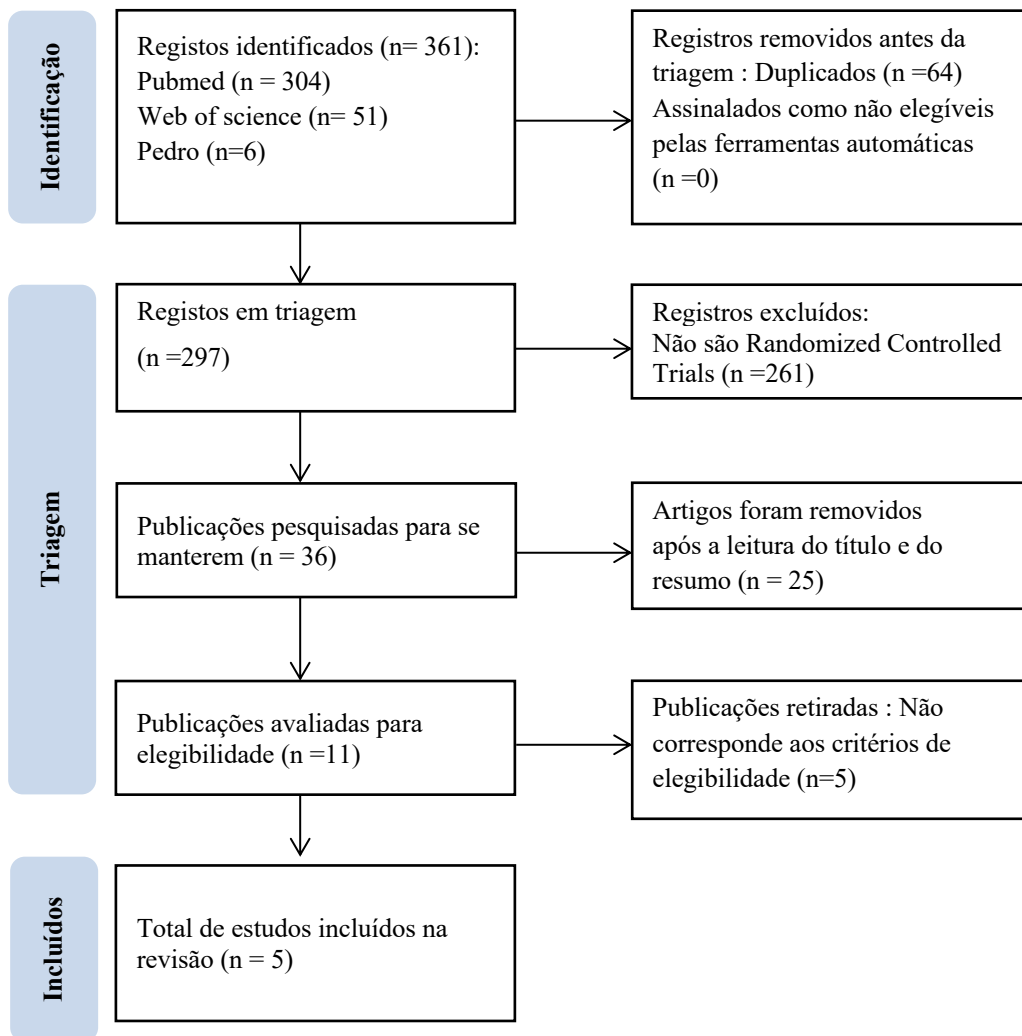 Identificação
Registos identificados (n= 361):
Pubmed (n = 304)
Web of science (n= 51)
Pedro (n=6)
Registros removidos antes da
triagem : Duplicados (n =64)
Assinalados como não elegíveis
pelas ferramentas automáticas
(n =0)
Triagem
Registos em triagem
(n =297)
Registros excluídos:
Não são Randomized Controlled
Trials (n =261)
Publicações pesquisadas para se
manterem (n = 36)
Artigos foram removidos
após a leitura do título e do
resumo (n = 25)
Publicações avaliadas para
elegibilidade (n =11)
Publicações retiradas : Não
corresponde aos critérios de
elegibilidade (n=5)
Incluídos
Total de estudos incluídos na
revisão (n = 5)